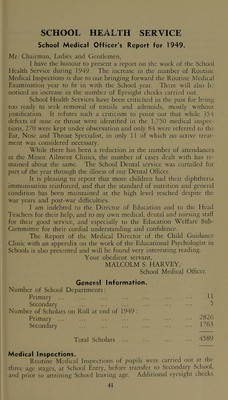 SCHOOL HEALTH SERVICE
School Medical Officer's Report for 1949.
Mr. Chairman, Ladies and Gentlemen,
I have the honour to present a report on the work of the School
Health Service during 1949. The increase in the number of Routine
Medical Inspections is due to our bringing forward the Routine Medical
Examination year to fit in with the School year. There will also be
noticed an increase in the number of Eyesight checks carried out.
School Health Services have been criticised in the past for being
too ready to seek removal of tonsils and adenoids, mostly without
justification. It refutes such a criticism to point out that while 354
defects of nose or throat were identified in the 1,750 medical inspec-
tions, 270 were kept under observation and only 84 were referred to the
Ear, Nose and Throat Specialist, in only 11 of which no active treat-
ment was considered necessary.
While there has been a reduction in the number of attendances
at the Minor Ailment Clinics, the number of cases dealt with has re-
mained about the same. The School Dental service was curtailed for
part of the year through the illness of our Dental Officer.
It is pleasing to report that more children had their diphtheria
immunisation reinforced, and that the standard of nutrition and general
condition has been maintained at the high level reached despite the
war years and post-war difficulties.
I am indebted to the Director of Education and to the Head
Teachers for their help, and to my own medical, dental and nursing staff
for their good service, and especially to the Education Welfare Sub-
Committee for their cordial understanding and confidence.
The Report of the Medical Director of the Child Guidance
Clinic with an appendix on the work of the Educational Psychologist in
Schools is also presented and will be found very interesting reading.
Your obedient servant,
MALCOLM S. HARVEY,
School Medical Officer.
General Information.
Number of School Departments:
Primary ... 11
Secondary ... 5
Number of Scholars on Roll at end of 1949:
Primary ... 2826
Secondary ... 1763
Total Scholars ... 4589
Medical Inspections.
Routine Medical Inspections of pupils were carried out at the
three age stages, at School Entry, before transfer to Secondary School,
and prior to attaining School leaving age. Additional eyesight checks
41